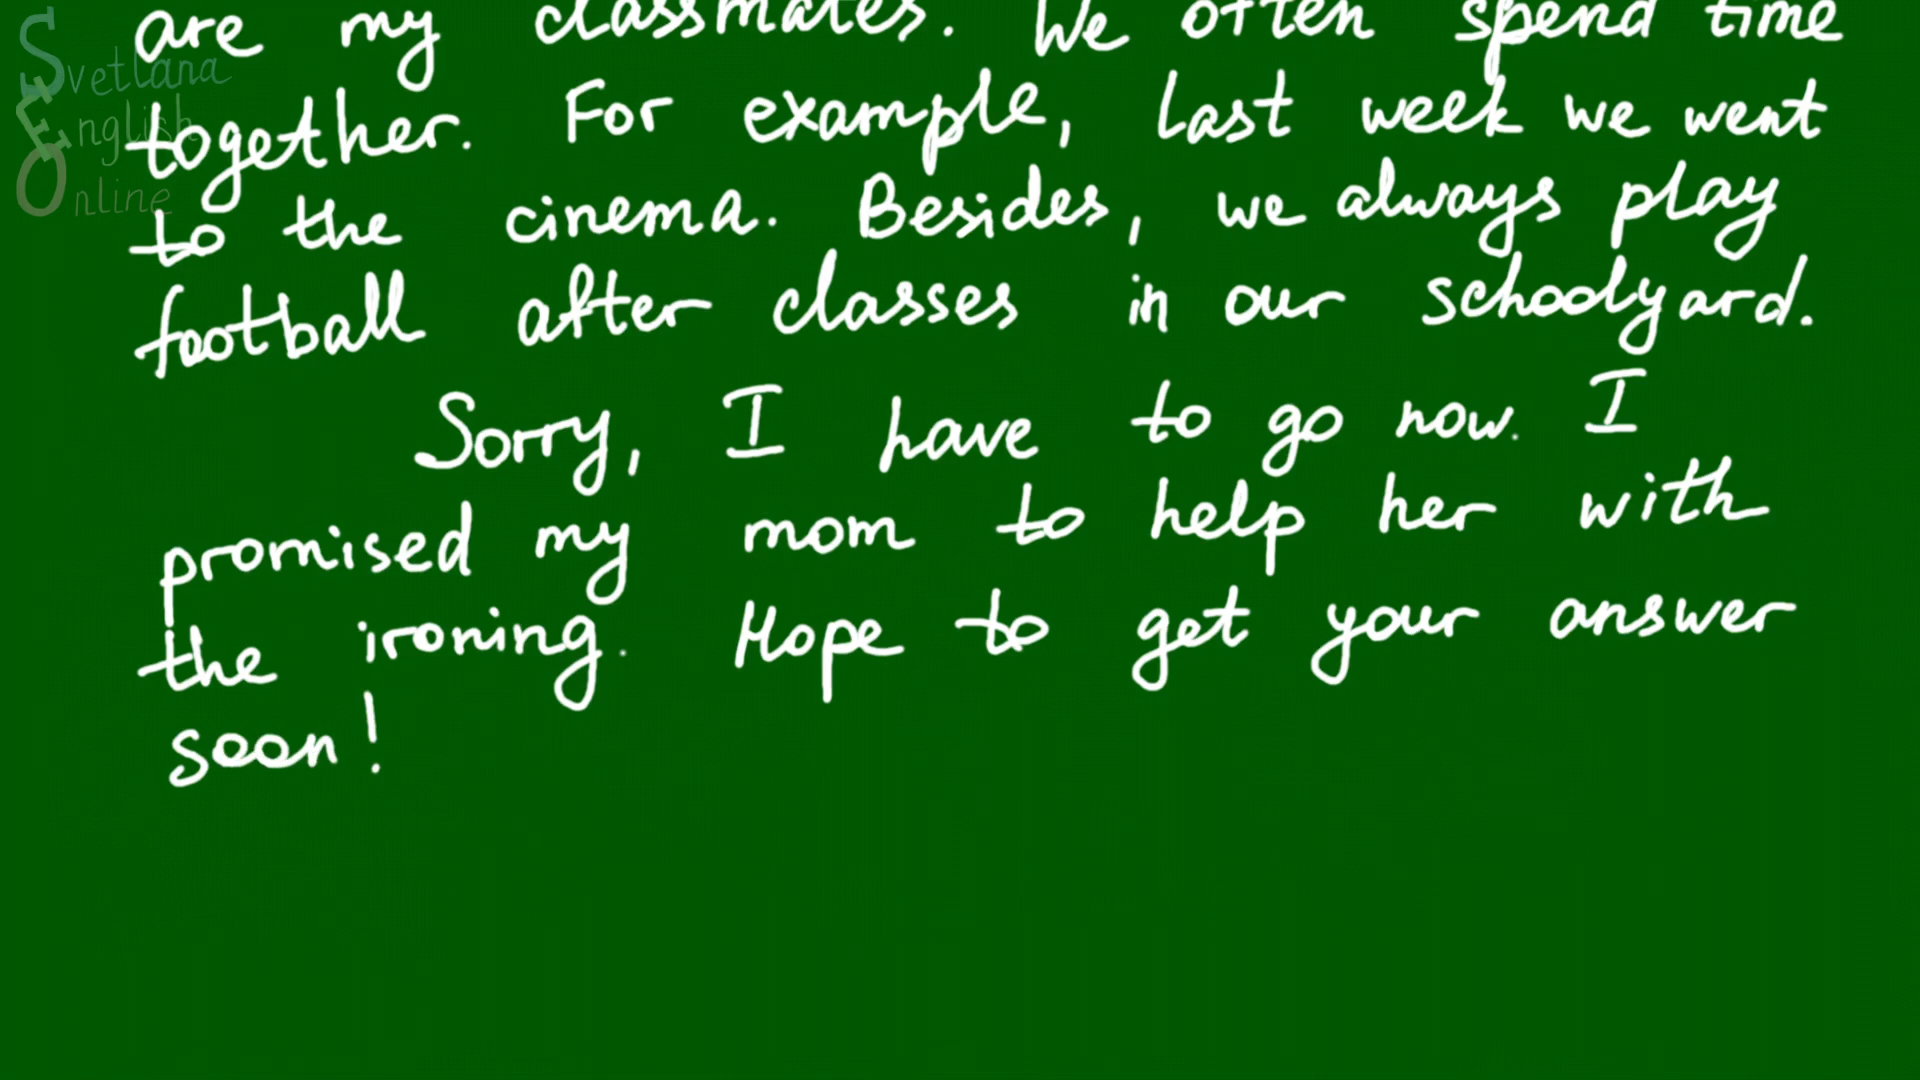 Svetlana
English
Online
are my classmates. We often spend time
together. For example, last week we went
to the cinema. Besides, we always play
football after classes in our schoolyard.
Sorry, I have to go now. I
promised my mom to help her with
the ironing. Hope to get your answer
soon!